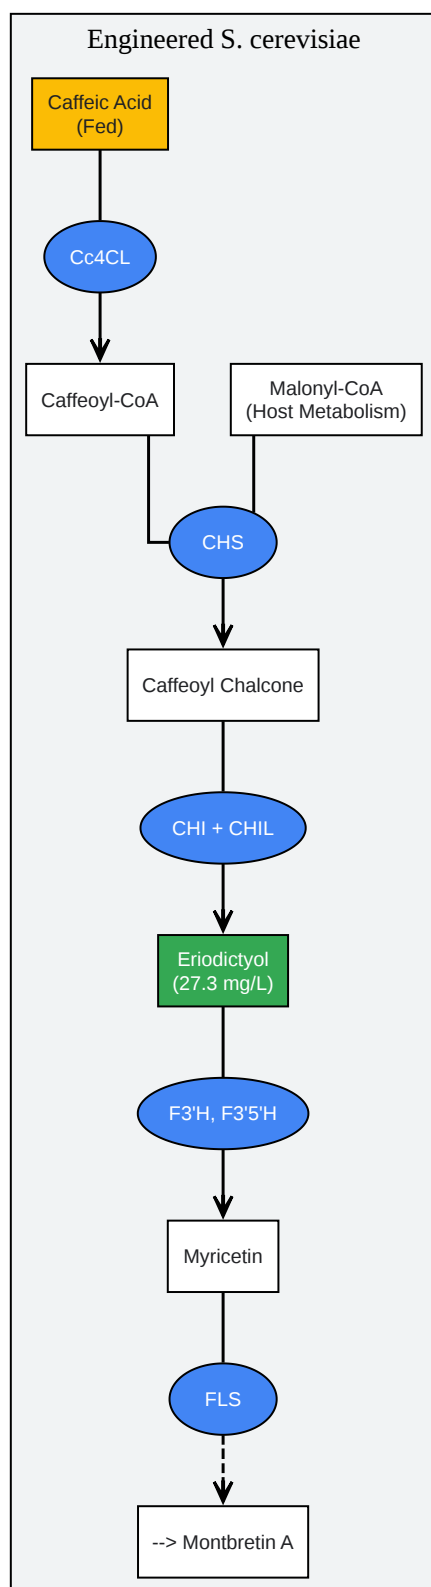 Engineered S. cerevisiae
Caffeic Acid
(Fed)
Cc4CL
Caffeoyl-CoA
Malonyl-CoA
(Host Metabolism)
CHS
Caffeoyl Chalcone
CHI + CHIL
Eriodictyol
(27.3 mg/L)
F3'H, F3'5'H
Myricetin
FLS
--> Montbretin A